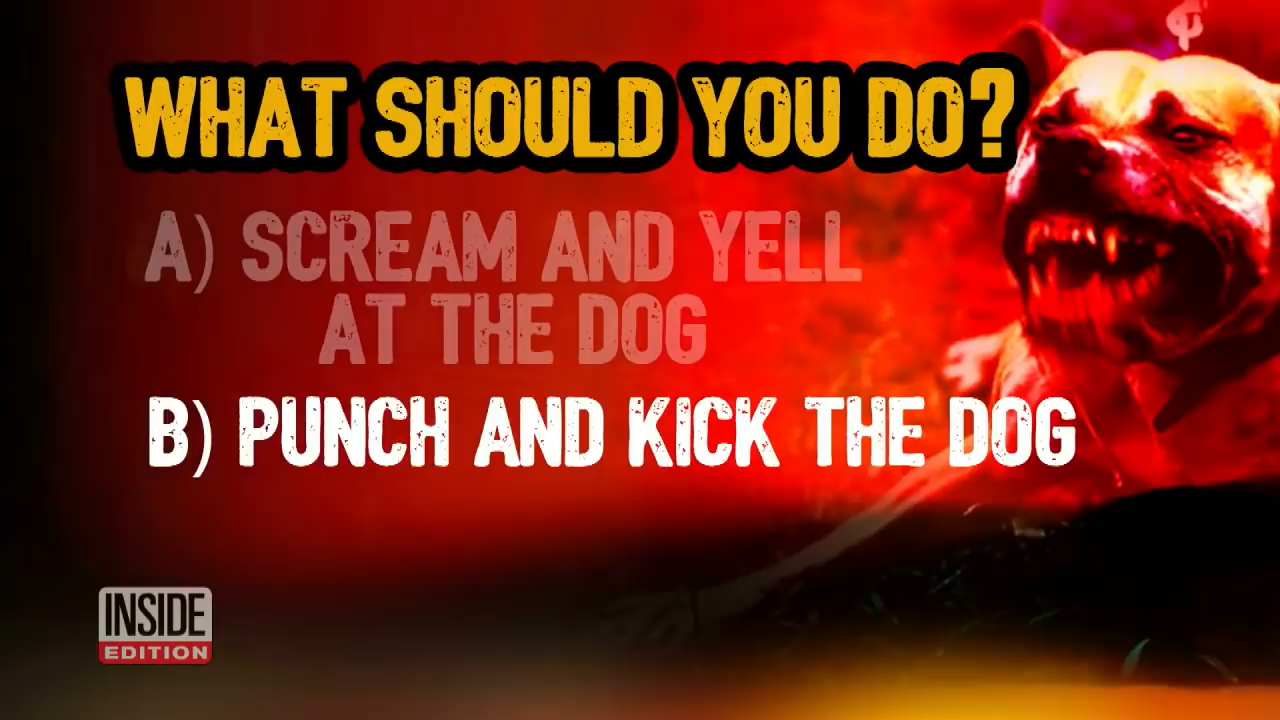 WHAT SHOULD YOU DO?
A) SCREAM AND YELL
AT THE DOG
B) PUNCH AND KICK THE DOG
INSIDE
EDITION